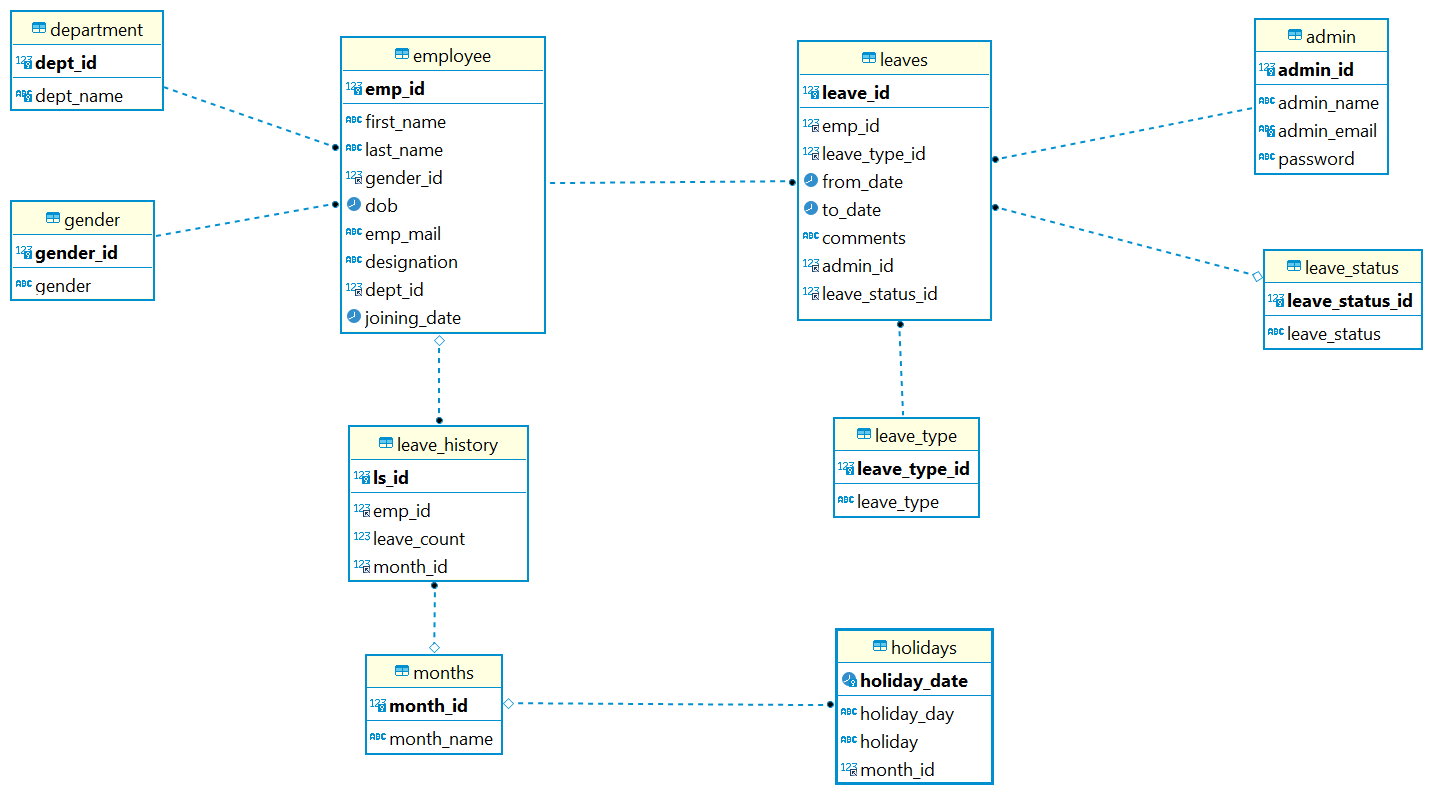 department
dept_id
dept_name
gender
gender_id
gender
employee
emp_id
first_name
last_name
gender_id
dob
emp_mail
designation
dept_id
joining_date
leaves
leave_id
emp_id
leave_type_id
from_date
to_date
comments
admin_id
leave_status_id
admin
admin_id
admin_name
admin_email
password
leave_status
leave_status_id
leave_status
leave_history
ls_id
emp_id
leave_count
month_id
leave_type
leave_type_id
leave_type
months
month_id
month_name
holidays
holiday_date
holiday_day
holiday
month_id